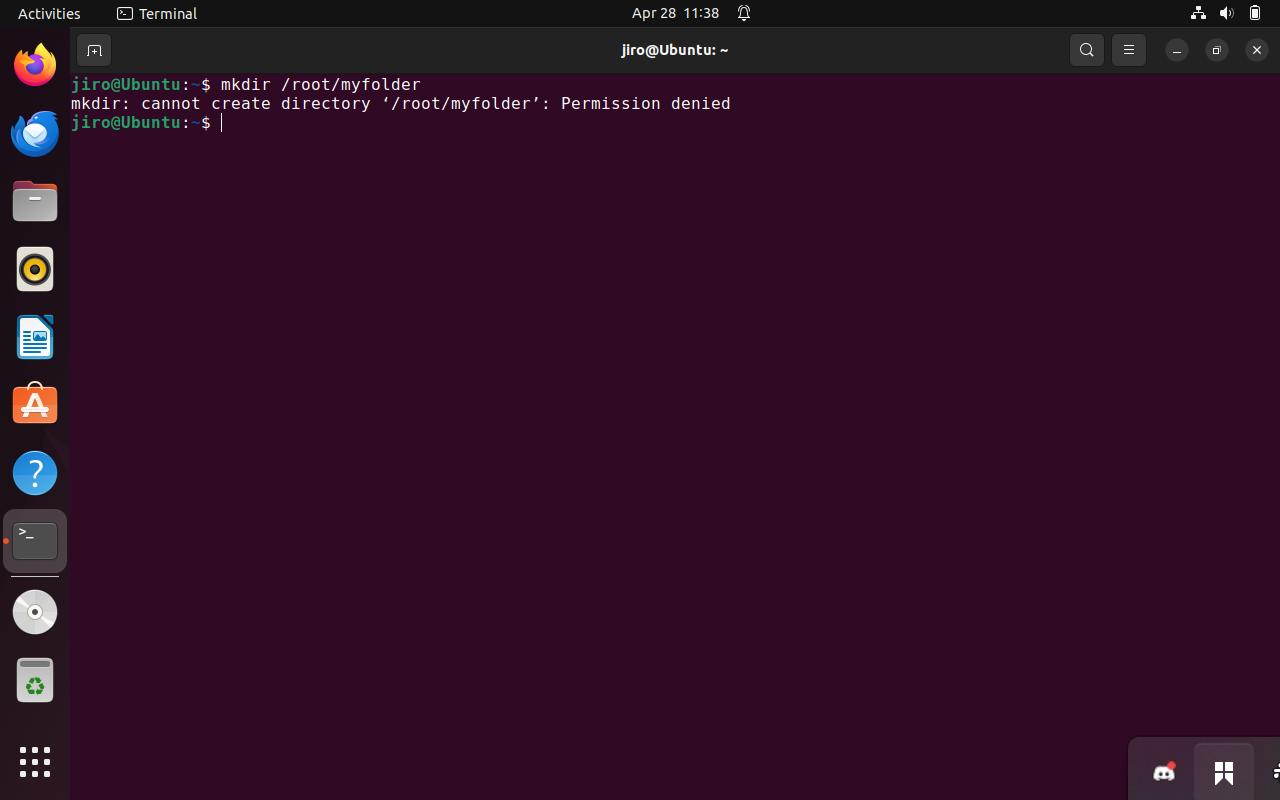 Activities
Terminal
Apr 28 11:38
jiro@Ubuntu: ~
jiro@Ubuntu:~$ mkdir /root/myfolder
mkdir: cannot create directory ‘/root/myfolder’: Permission denied
jiro@Ubuntu:~$